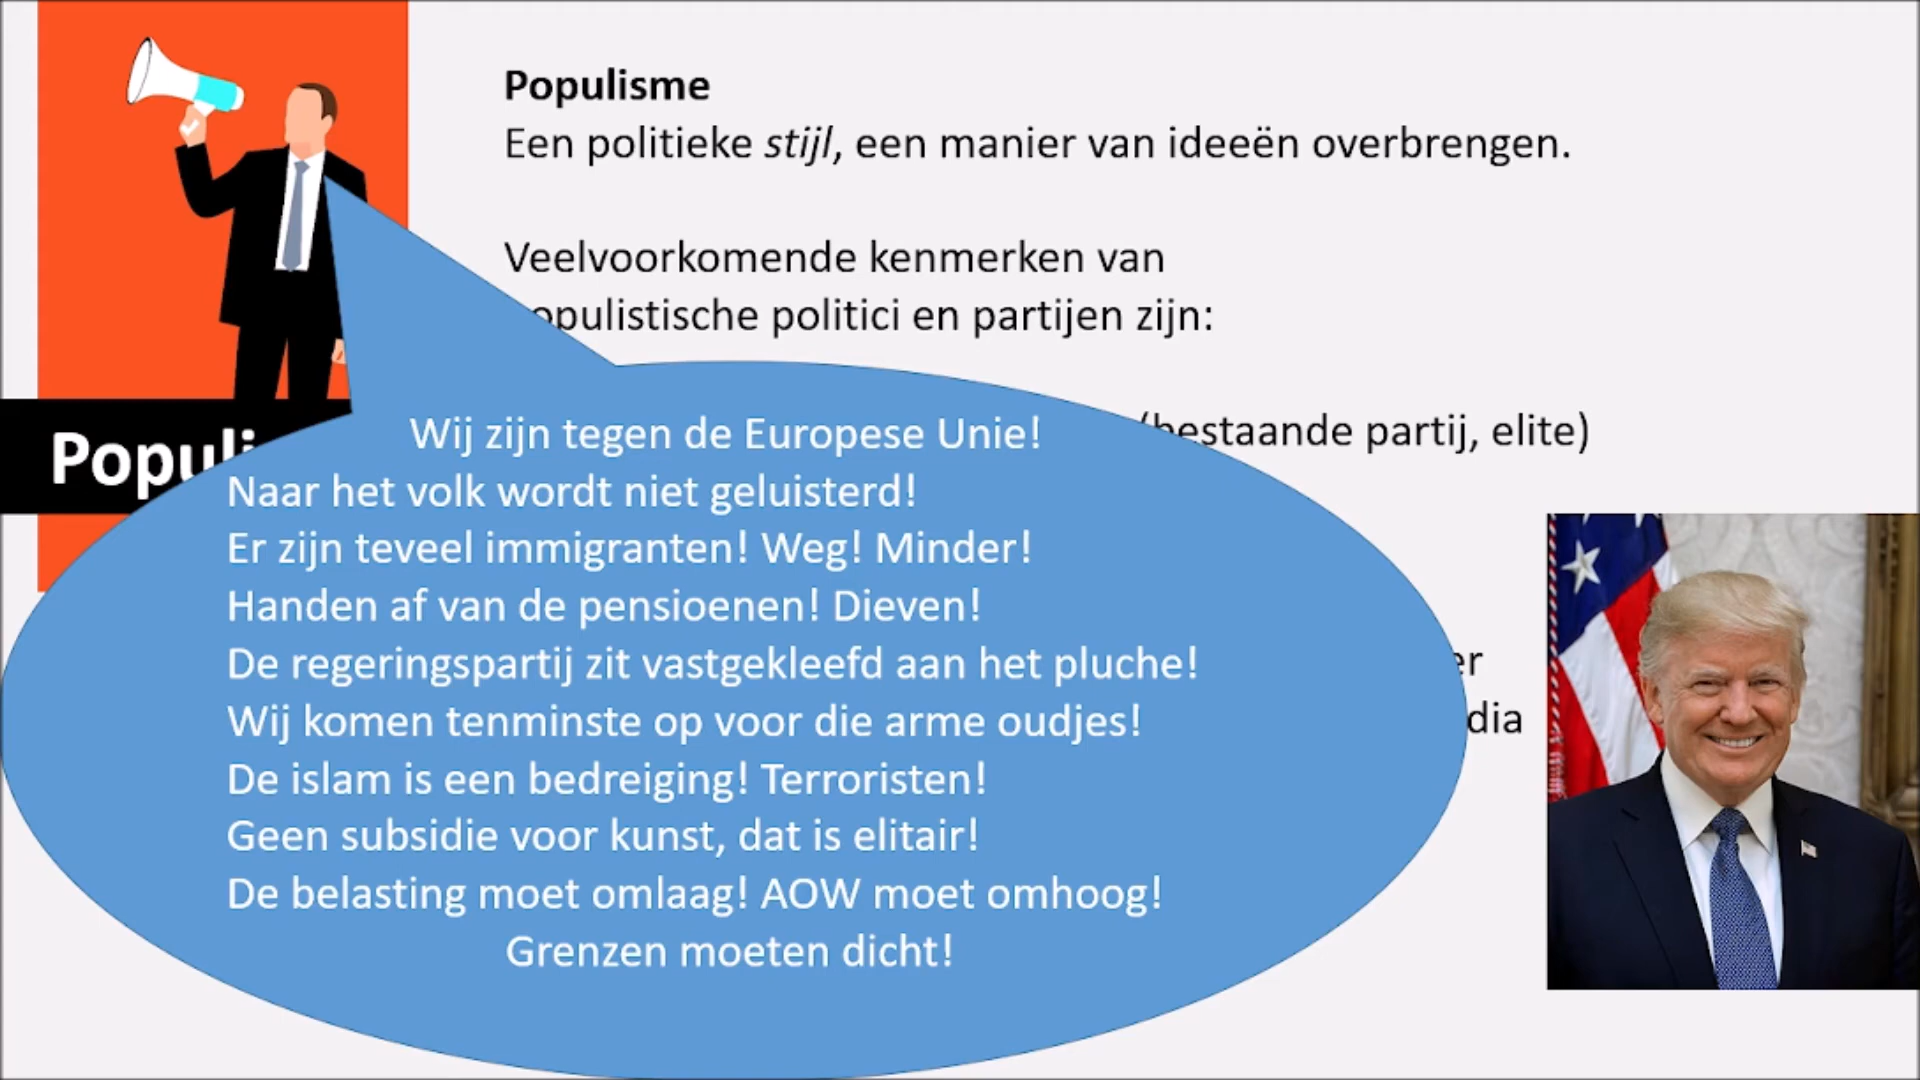 Populisme
Een politieke stijl, een manier van ideeën overbrengen.
Veelvoorkomende kenmerken van
opulistische politici en partijen zijn:
(bestaande partij, elite)
Populi
Wij zijn tegen de Europese Unie!
Naar het volk wordt niet geluisterd!
Er zijn teveel immigranten! Weg! Minder!
Handen af van de pensioenen! Dieven!
De regeringspartij zit vastgekleefd aan het pluche!
Wij komen tenminste op voor die arme oudjes!
De islam is een bedreiging! Terroristen!
Geen subsidie voor kunst, dat is elitair!
De belasting moet omlaag! AOW moet omhoog!
Grenzen moeten dicht!
er
dia